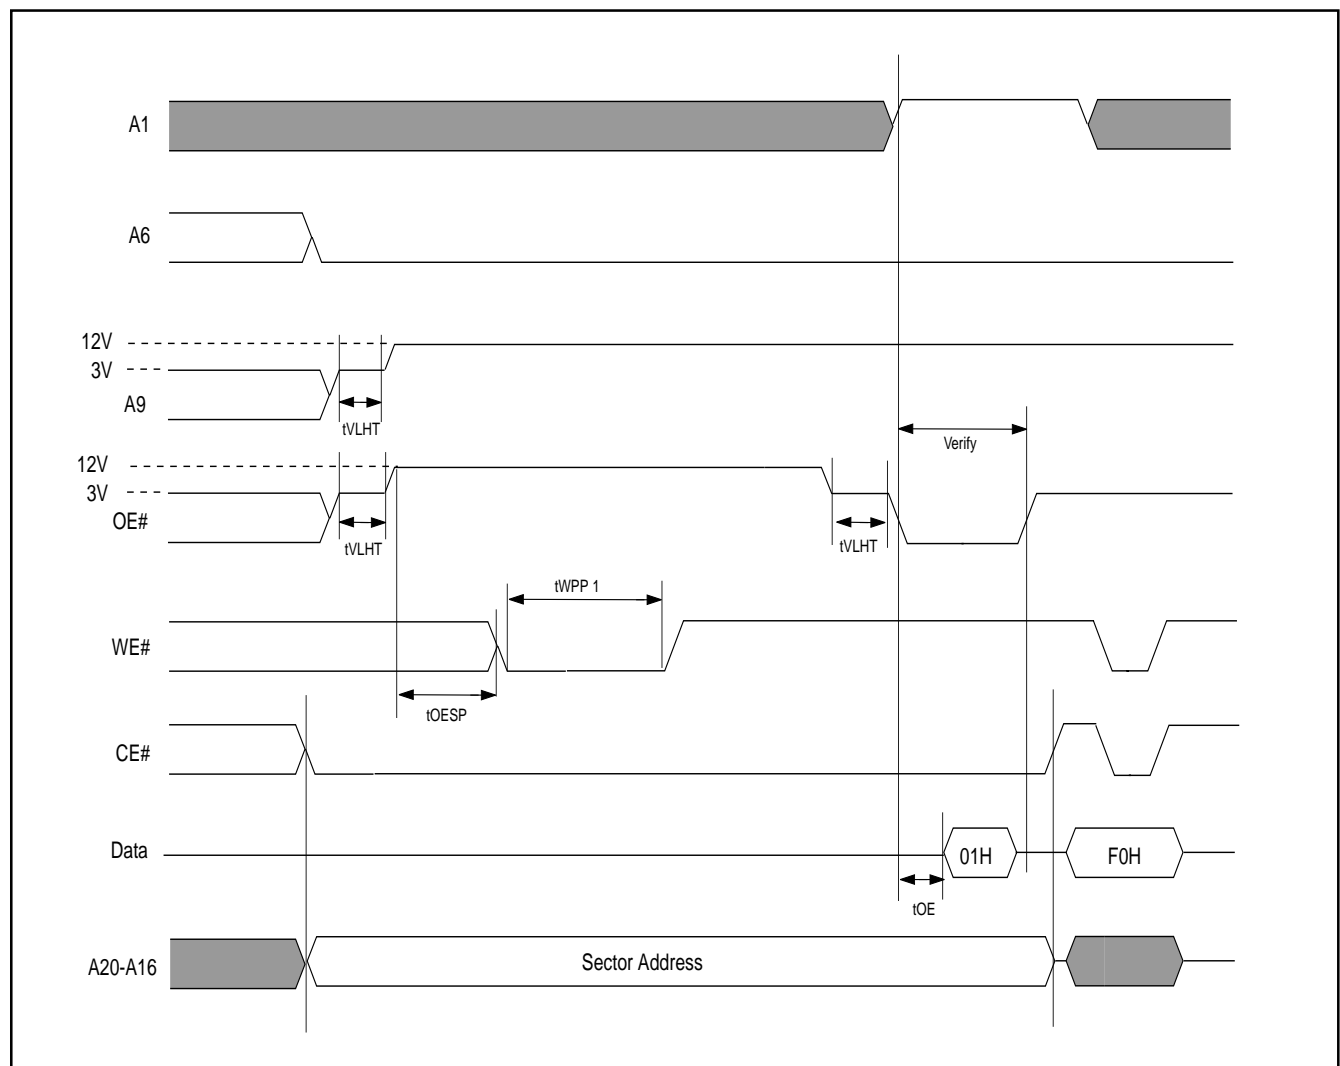 A1
A6
12V
3V
A9
tVLHT
Verify
12V
3V
OE#
tVLHT
tVLHT
tWPP 1
WE#
tOESP
CE#
Data
01H
F0H
tOE
A20-A16
Sector Address